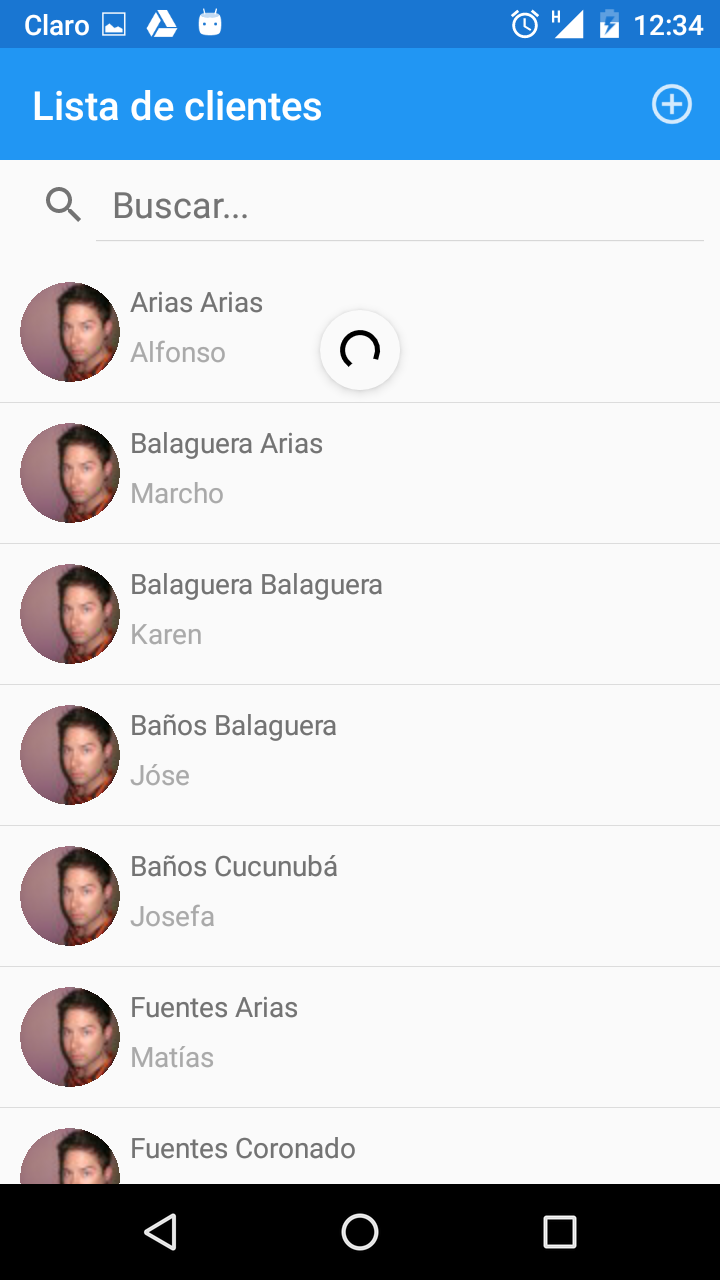 Claro H 12:34
Lista de clientes
Buscar...
Arias Arias
Alfonso
Balaguera Arias
Marcho
Balaguera Balaguera
Karen
Baños Balaguera
Jóse
Baños Cucunubá
Josefa
Fuentes Arias
Matías
Fuentes Coronado